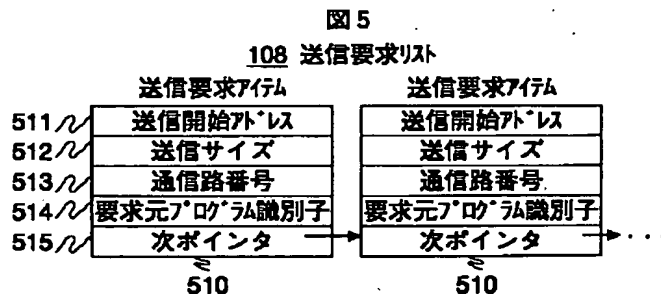 図5
108 送信要求リスト
送信要求アイテム 送信要求アイテム
511 送信開始アドレス 送信開始アドレス
512 送信サイズ 送信サイズ
513 通信路番号 通信路番号
514 要求元プログラム識別子 要求元プログラム識別子
515 次ポインタ 次ポインタ ・・・
510 510